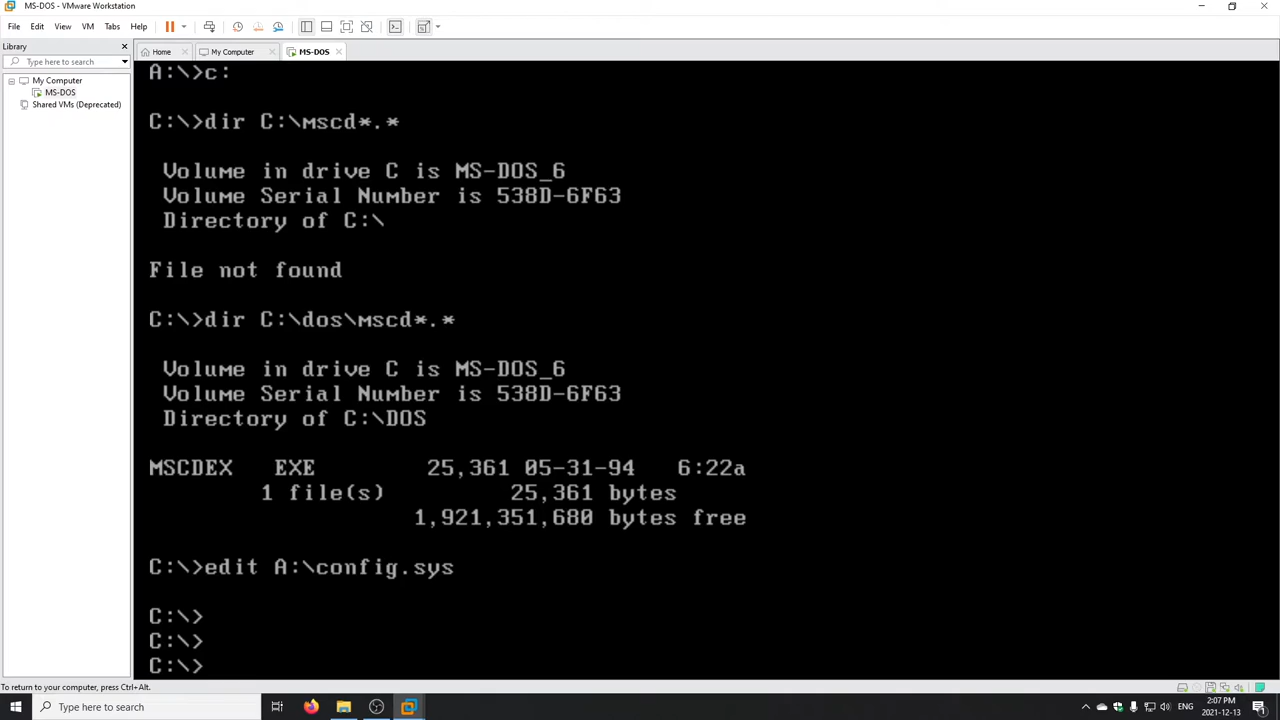 MS-DOS - VMware Workstation
File Edit View VM Tabs Help
Library
Type here to search
My Computer
MS-DOS
Shared VMs (Deprecated)
Home My Computer MS-DOS
A:\>c:
C:\>dir C:\mscd*.*
Volume in drive C is MS-DOS_6
Volume Serial Number is 538D-6F63
Directory of C:\
File not found
C:\>dir C:\dos\mscd*.*
Volume in drive C is MS-DOS_6
Volume Serial Number is 538D-6F63
Directory of C:\DOS
MSCDEX EXE 25,361 05-31-94 6:22a
1 file(s) 25,361 bytes
1,921,351,680 bytes free
C:\>edit A:\config.sys
C:\>
C:\>
C:\>
To return to your computer, press Ctrl+Alt.
Type here to search
ENG
2:07 PM
2021-12-13
1